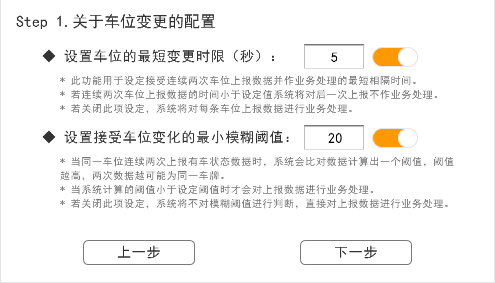 Step 1.关于车位变更的配置
◆ 设置车位的最短变更时限（秒）： 5
* 此功能用于设定接受连续两次车位上报数据并作业务处理的最短相隔时间。
* 若连续两次车位上报数据的时间小于设定值系统将对后一次上报不作业务处理。
* 若关闭此项设定，系统将对每条车位上报数据进行业务处理。
◆ 设置接受车位变化的最小模糊阈值： 20
* 当同一车位连续两次上报有车状态数据时，系统会比对数据计算出一个阈值，阈值
越高，两次数据越可能为同一车牌。
* 当系统计算的阈值小于设定阈值时才会对上报数据进行业务处理。
* 若关闭此项设定，系统将不对模糊阈值进行判断，直接对上报数据进行业务处理。
上一步 下一步